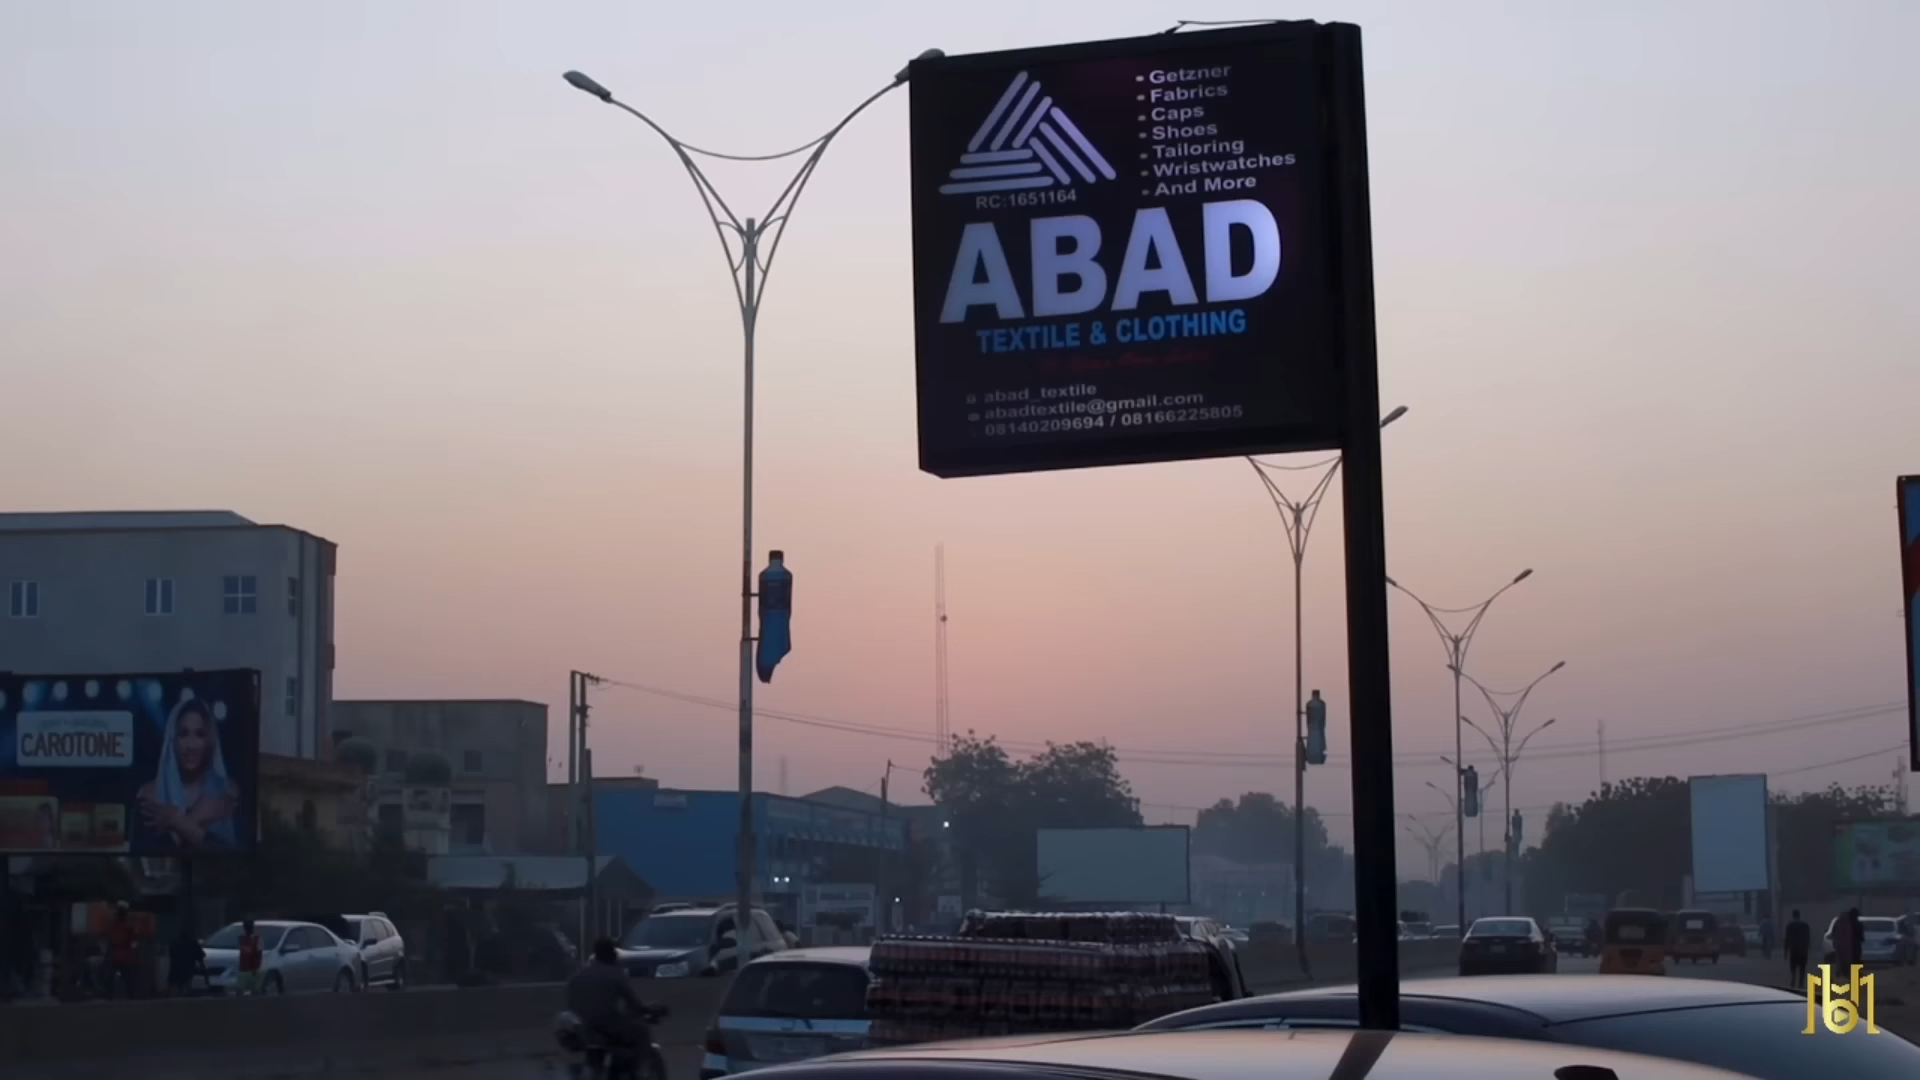 • Getzner
• Fabrics
• Caps
• Shoes
• Tailoring
• Wristwatches
• And More
RC:1651164
ABAD
TEXTILE & CLOTHING
abad_textile
abadtextile@gmail.com
08140209694 / 08166225805
CAROTONE